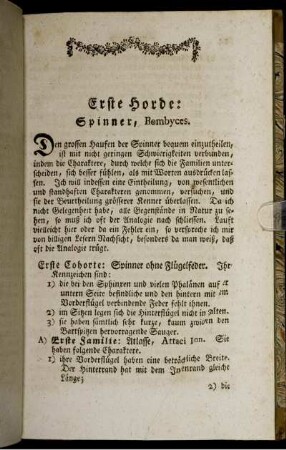 Erste Horde:
Spinner, Bombyces.
Den grossen Haufen der Spinner bequem einzutheilen,
ist mit nicht geringen Schwierigkeiten verbunden,
indem die Charaktere, durch welche sich die Familien unter-
scheiden, sich besser fühlen, als mit Worten ausdrücken las-
sen. Ich will indessen eine Eintheilung, von wesentlichen
und standhaften Charakteren genommen, versuchen, und
sie der Beurtheilung grösserer Kenner überlassen. Da ich
nicht Gelegenheit habe, alle Gegenstände in Natur zu se-
hen, so muß ich oft der Analogie nach schliessen. Lauft
vielleicht hier oder da ein Fehler ein, so verspreche ich mir
von billigen Lesern Nachsicht, besonders da man weiß, daß
oft die Analogie trügt.
Erste Cohorte: Spinner ohne Flügelfeder. Ihr
Kennzeichen sind:
1) die bei den Sphinxen und vielen Phalänen auf der
untern Seite befindliche und den hintern mit dem
Vorderflügel verbindende Feder fehlt ihnen.
2) im Sitzen legen sich die Hinterflügel nicht in Falten.
3) sie haben sämtlich sehr kurze, kaum zwischen den
Bartspitzen hervorragende Sauger.
A) Erste Familie: Atlasse, Attaci Sie
haben folgende Charaktere.
1) ihre Vorderflügel haben eine beträchtliche Breite.
Der Hinterrand hat mit dem Innenrand gleiche
Länge;
2) die